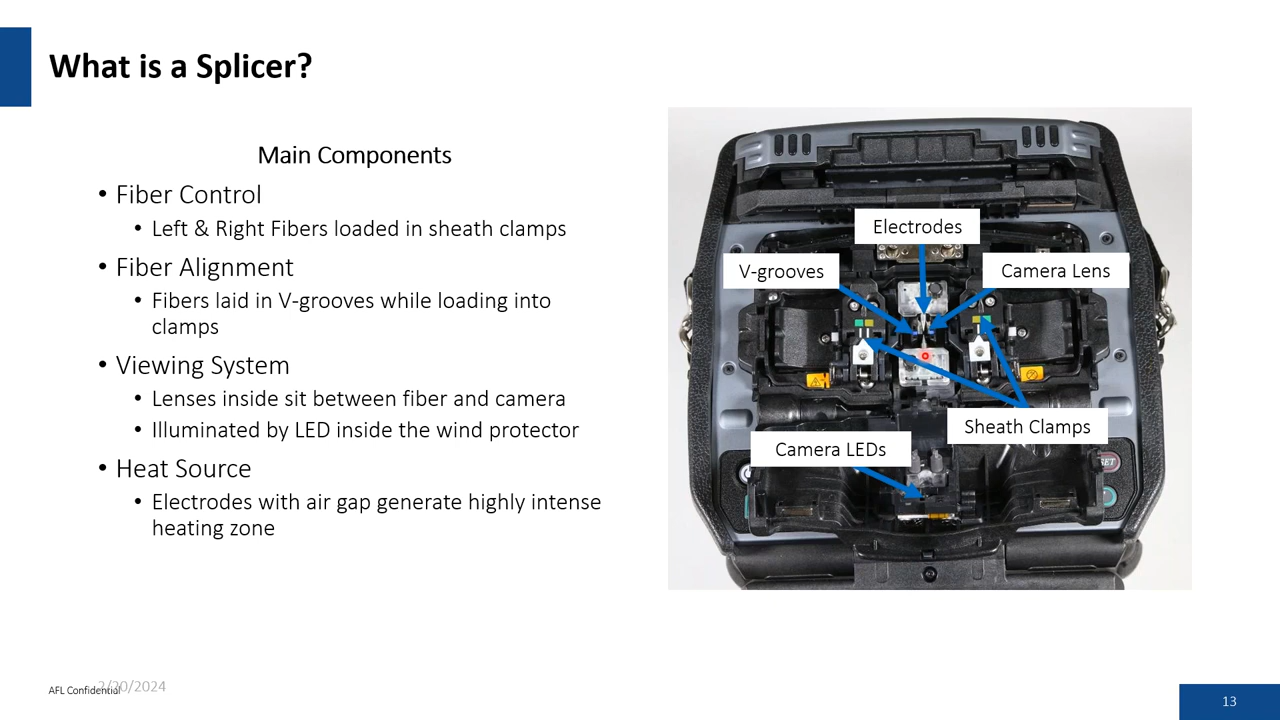 What is a Splicer?
Main Components
• Fiber Control
• Left & Right Fibers loaded in sheath clamps
• Fiber Alignment
• Fibers laid in V-grooves while loading into
clamps
• Viewing System
• Lenses inside sit between fiber and camera
• Illuminated by LED inside the wind protector
• Heat Source
• Electrodes with air gap generate highly intense
heating zone
Electrodes
V-grooves
Camera Lens
Sheath Clamps
Camera LEDs
AFL Confidential
2/20/2024
13